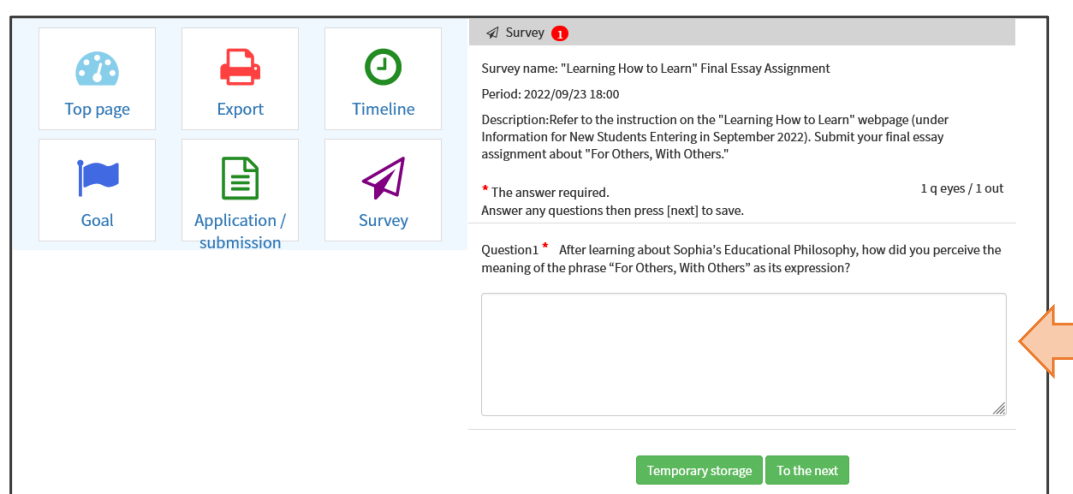 Top page
Export
Timeline
Goal
Application /
submission
Survey
Survey 1
Survey name: "Learning How to Learn" Final Essay Assignment
Period: 2022/09/23 18:00
Description:Refer to the instruction on the "Learning How to Learn" webpage (under
Information for New Students Entering in September 2022). Submit your final essay
assignment about "For Others, With Others."
* The answer required.
1 q eyes / 1 out
Answer any questions then press [next] to save.
Question1 * After learning about Sophia's Educational Philosophy, how did you perceive the
meaning of the phrase “For Others, With Others” as its expression?
Temporary storage
To the next